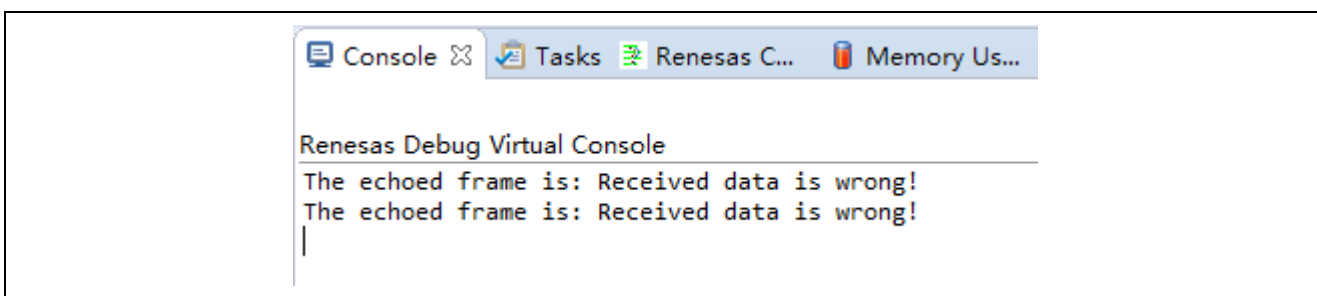 Console Tasks Renesas C... Memory Us...
Renesas Debug Virtual Console
The echoed frame is: Received data is wrong!
The echoed frame is: Received data is wrong!